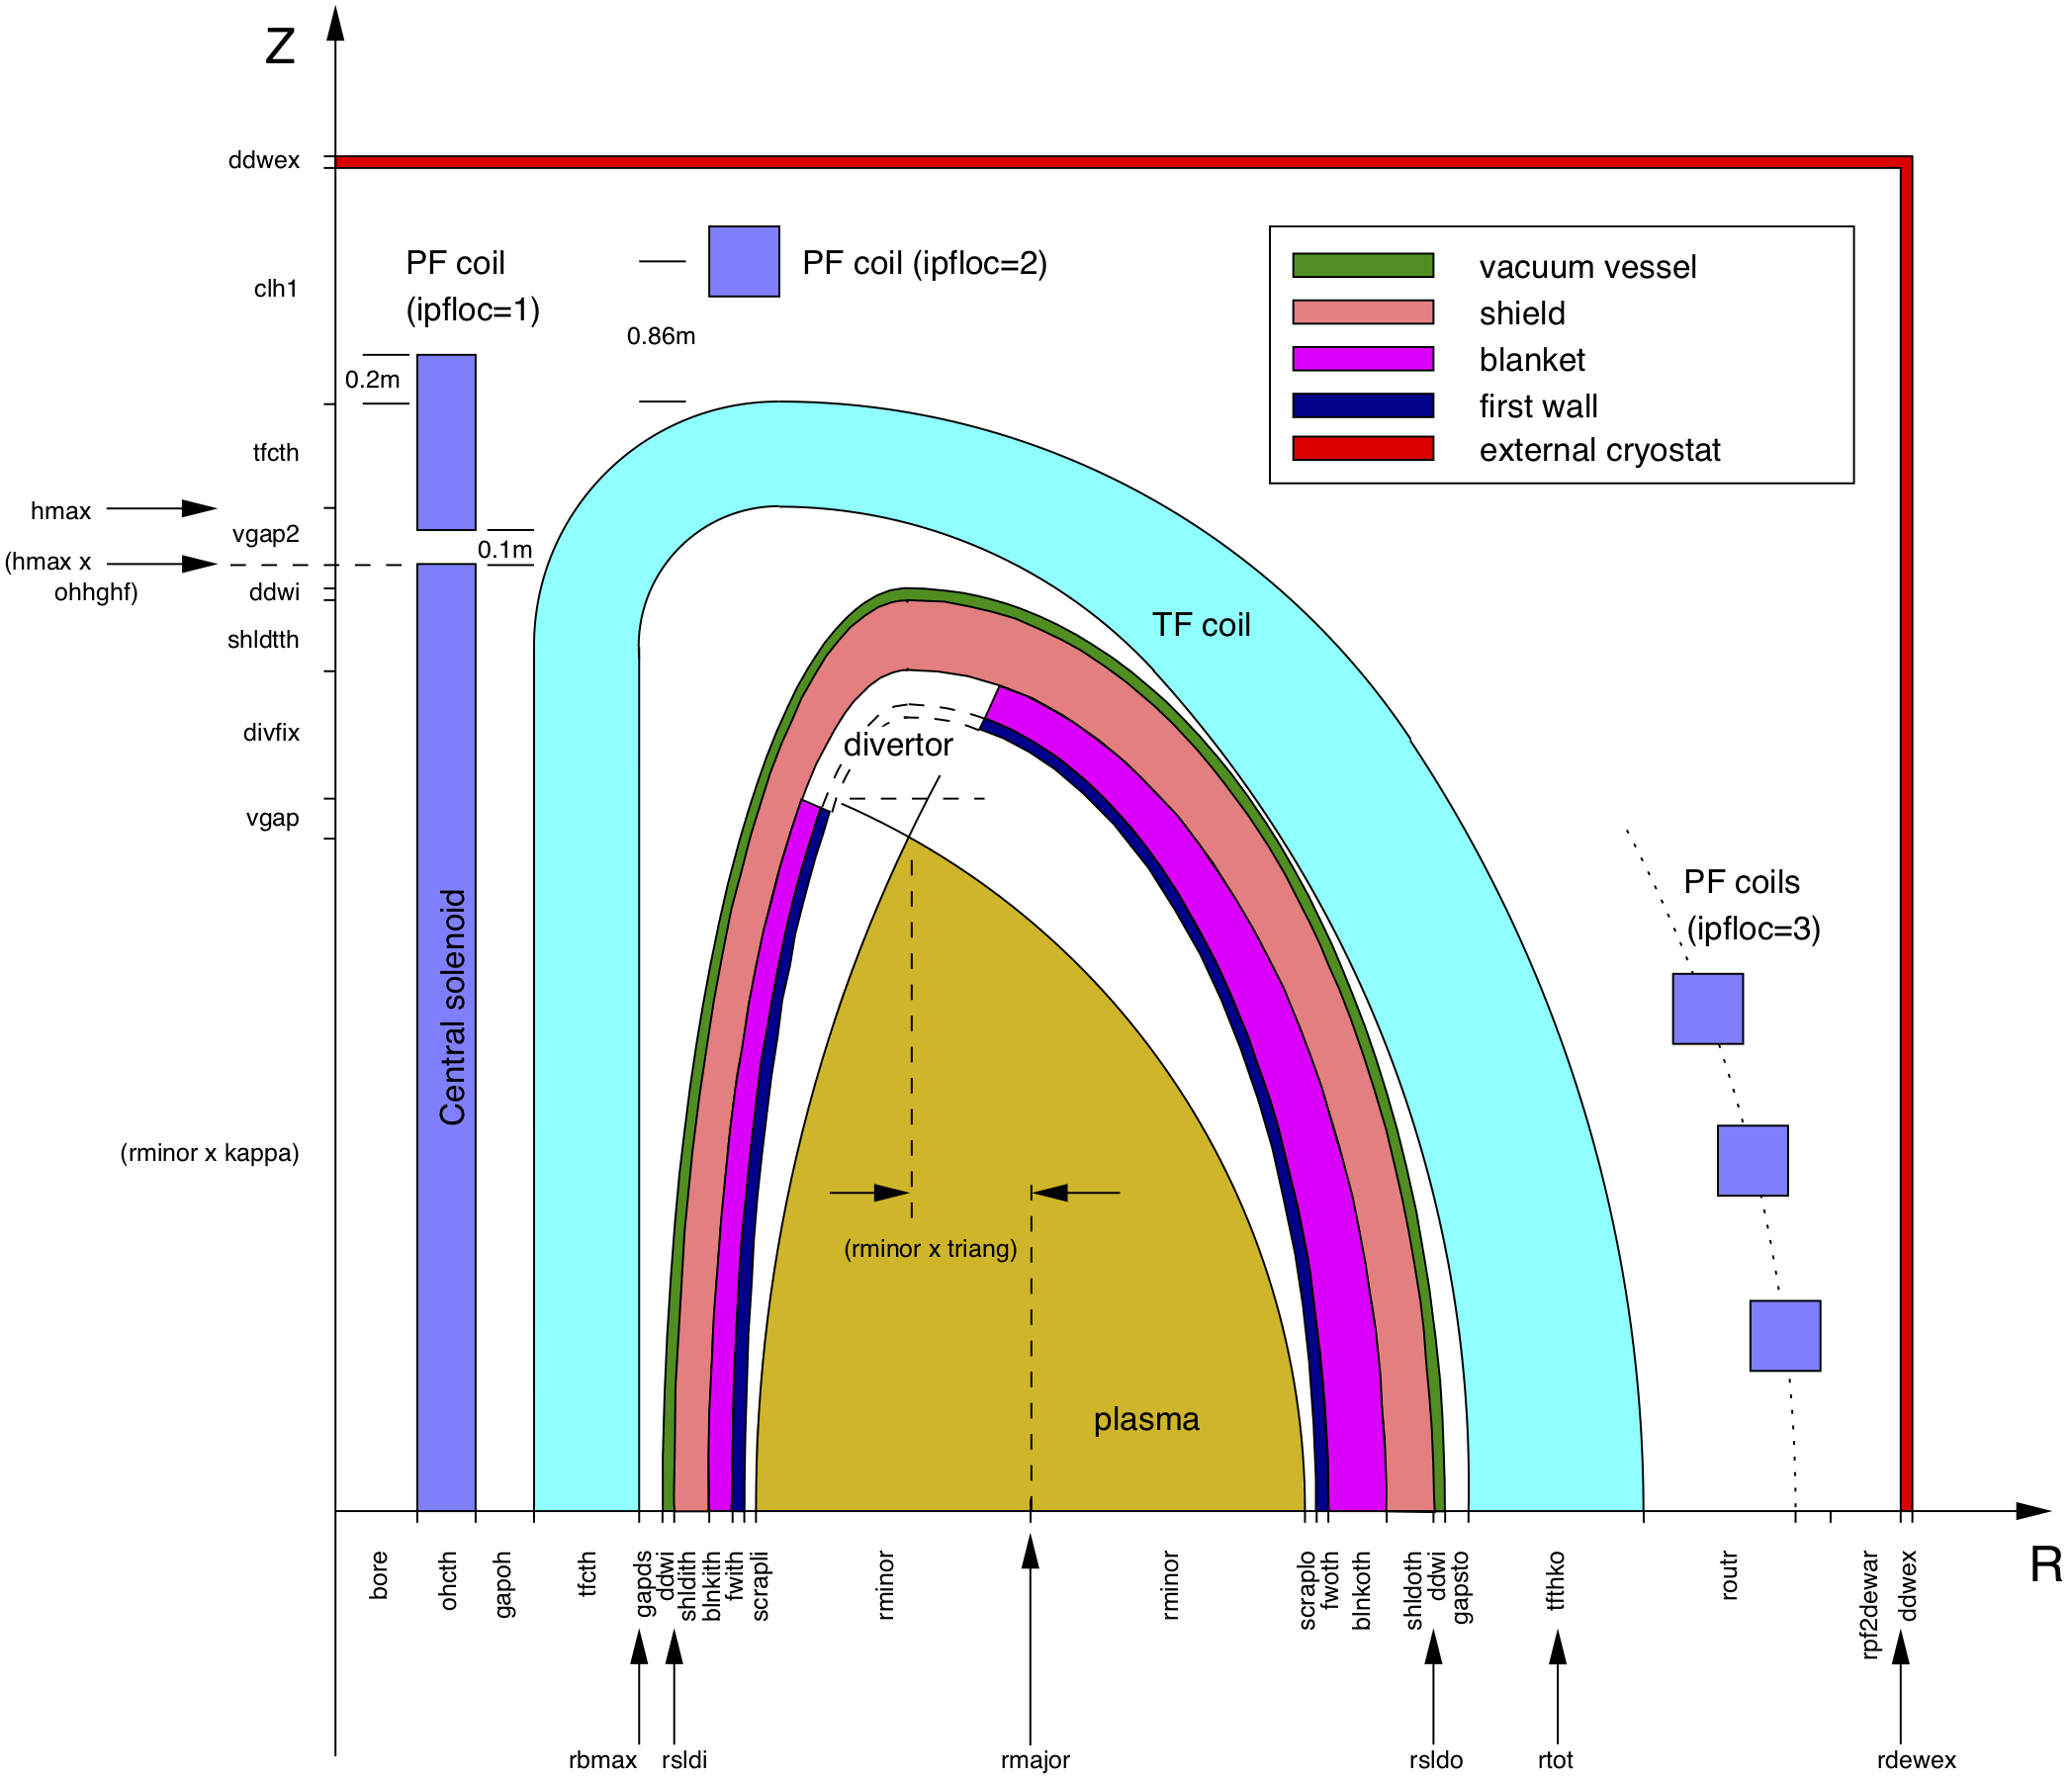 Z
ddwex
clh1
tfcth
hmax
vgap2
(hmax x
ohhghf)
ddwi
shldtth
divfix
vgap
(rminor x kappa)
PF coil
(ipfloc=1)
0.2m
0.1m
PF coil (ipfloc=2)
0.86m
vacuum vessel
shield
blanket
first wall
external cryostat
TF coil
divertor
Central solenoid
PF coils
(ipfloc=3)
(rminor x triang)
plasma
R
bore
ohcth
gapoh
tfcth
gapds
ddwi
shldith
blnkith
fwith
scrapli
rminor
rminor
scraplo
fwoth
blnkoth
shldoth
ddwi
gapsto
tfthko
routr
rpf2dewar
ddwex
rbmax
rsldi
rmajor
rsldo
rtot
rdewex